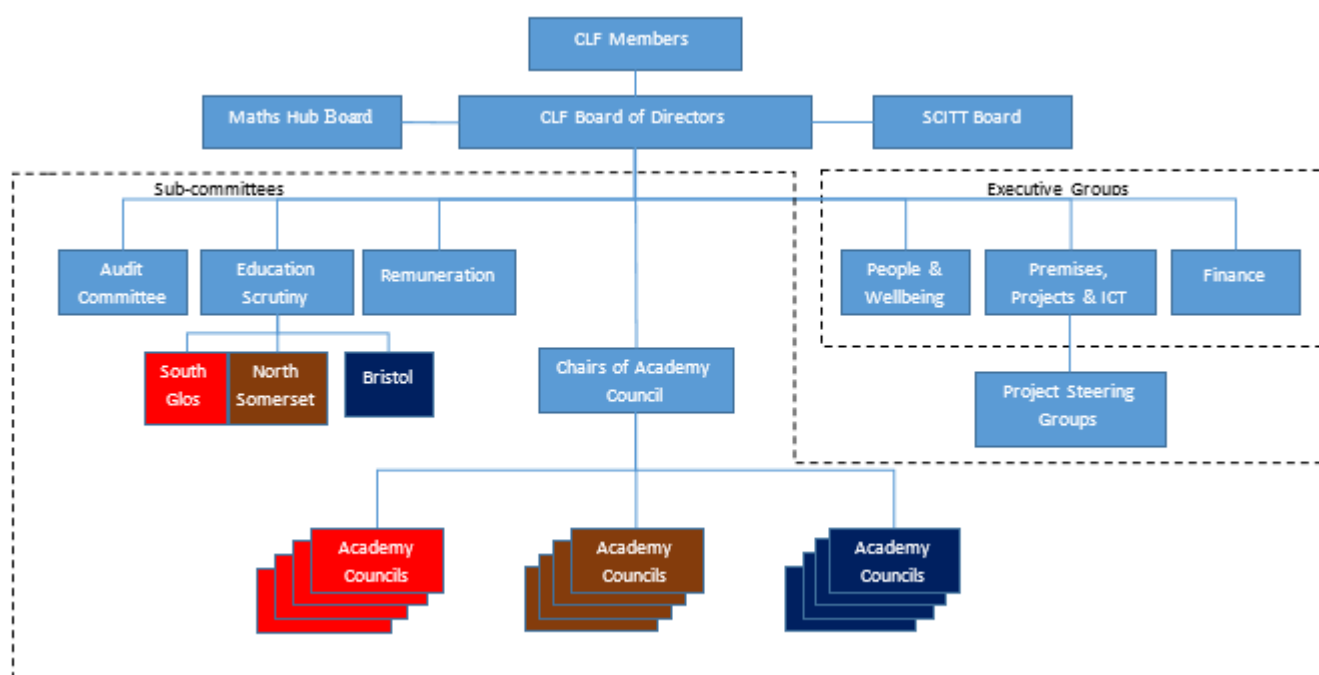 CLF Members
Maths Hub Board
CLF Board of Directors
SCITT Board
Sub-committees
Executive Groups
Audit
Committee
Education
Scrutiny
Remuneration
People &
Wellbeing
Premises,
Projects & ICT
Finance
South
Glos
North
Somerset
Bristol
Chairs of Academy
Council
Project Steering
Groups
Academy
Councils
Academy
Councils
Academy
Councils